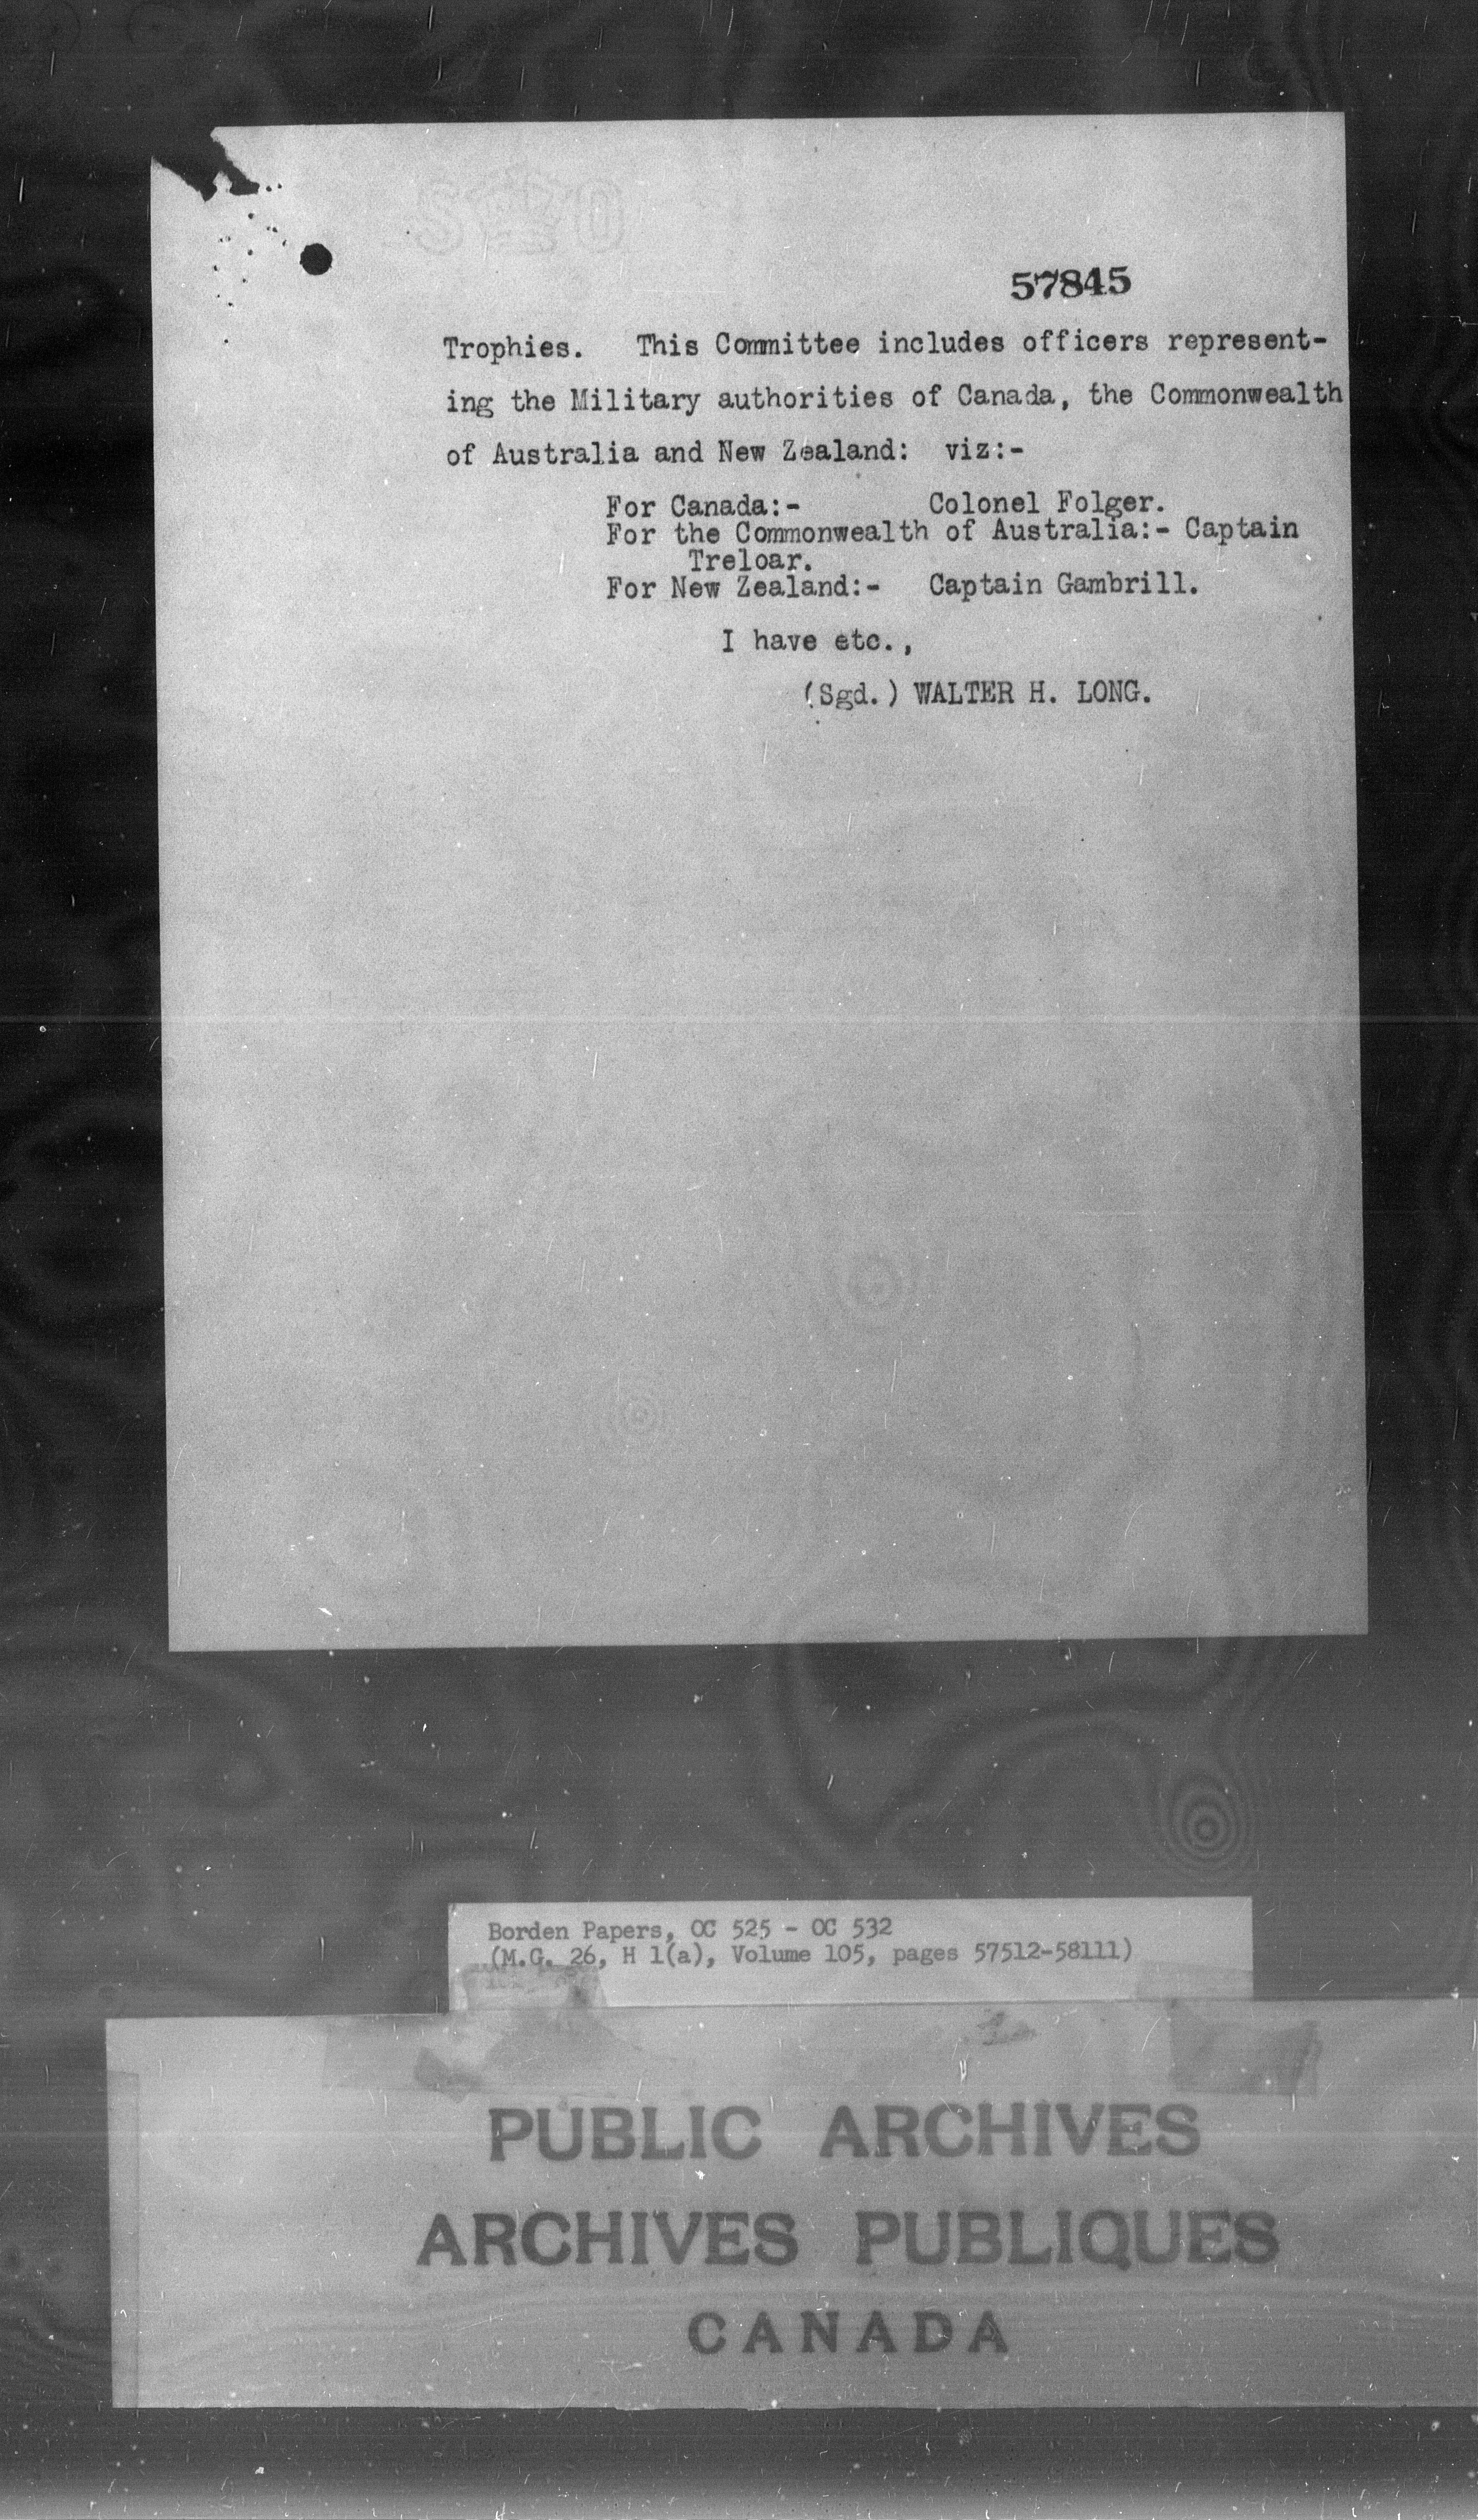 57845
Trophies.   This Committee includes officers represent-
ing the Military authorities of Canada, the Commonwealth
of Australia and New Zealand:  viz:-
For Canada:-        Colonel Folger.
For the Commonwealth of Australia:- Captain
Treloar.
For New Zealand:-   Captain Gambrill.
I have etc.,
(Sgd.) WALTER H. LONG.
Borden Papers, OC 525 - OC 532
(M.G. 26, H 1(a), Volume 105, pages 57512-58111)
PUBLIC ARCHIVES
ARCHIVES PUBLIQUES
CANADA